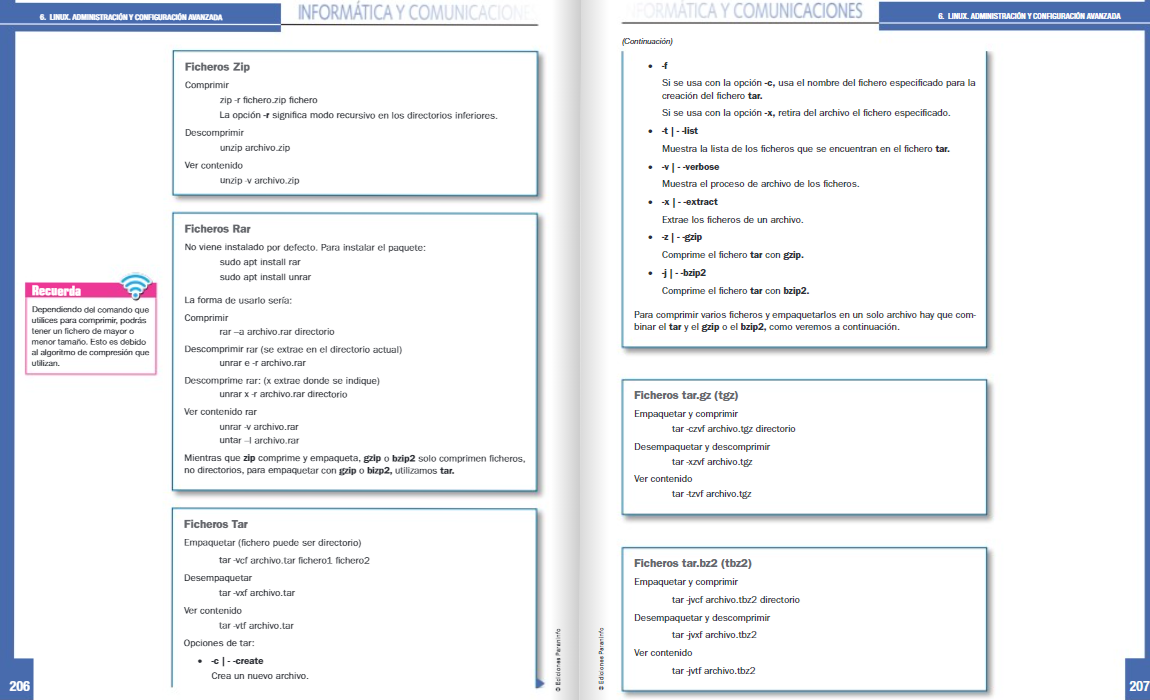 6. LINUX. ADMINISTRACIÓN Y CONFIGURACIÓN AVANZADA
INFORMÁTICA Y COMUNICACIONE
Ficheros Zip
Comprimir
zip -r fichero.zip fichero
La opción -r significa modo recursivo en los directorios inferiores.
Descomprimir
unzip archivo.zip
Ver contenido
unzip -v archivo.zip
Ficheros Rar
No viene instalado por defecto. Para instalar el paquete:
sudo apt install rar
sudo apt install unrar
La forma de usarlo sería:
Comprimir
rar –a archivo.rar directorio
Descomprimir rar (se extrae en el directorio actual)
unrar e -r archivo.rar
Descomprime rar: (x extrae donde se indique)
unrar x -r archivo.rar directorio
Ver contenido rar
unrar -v archivo.rar
untar –l archivo.rar
Mientras que zip comprime y empaqueta, gzip o bzip2 solo comprimen ficheros,
no directorios, para empaquetar con gzip o bizp2, utilizamos tar.
Recuerda
Dependiendo del comando que
utilices para comprimir, podrás
tener un fichero de mayor o
menor tamaño. Esto es debido
al algoritmo de compresión que
utilizan.
Ficheros Tar
Empaquetar (fichero puede ser directorio)
tar -vcf archivo.tar fichero1 fichero2
Desempaquetar
tar -vxf archivo.tar
Ver contenido
tar -vtf archivo.tar
Opciones de tar:
• -c | - -create
Crea un nuevo archivo.
© Ediciones Paraninfo
206
FORMÁTICA Y COMUNICACIONES
6. LINUX. ADMINISTRACIÓN Y CONFIGURACIÓN AVANZADA
(Continuación)
• -f
Si se usa con la opción -c, usa el nombre del fichero especificado para la
creación del fichero tar.
Si se usa con la opción -x, retira del archivo el fichero especificado.
• -t | - -list
Muestra la lista de los ficheros que se encuentran en el fichero tar.
• -v | - -verbose
Muestra el proceso de archivo de los ficheros.
• -x | - -extract
Extrae los ficheros de un archivo.
• -z | - -gzip
Comprime el fichero tar con gzip.
• -j | - -bzip2
Comprime el fichero tar con bzip2.
Para comprimir varios ficheros y empaquetarlos en un solo archivo hay que com-
binar el tar y el gzip o el bzip2, como veremos a continuación.
Ficheros tar.gz (tgz)
Empaquetar y comprimir
tar -czvf archivo.tgz directorio
Desempaquetar y descomprimir
tar -xzvf archivo.tgz
Ver contenido
tar -tzvf archivo.tgz
Ficheros tar.bz2 (tbz2)
Empaquetar y comprimir
tar -jvcf archivo.tbz2 directorio
Desempaquetar y descomprimir
tar -jvxf archivo.tbz2
Ver contenido
tar -jvtf archivo.tbz2
© Ediciones Paraninfo
207